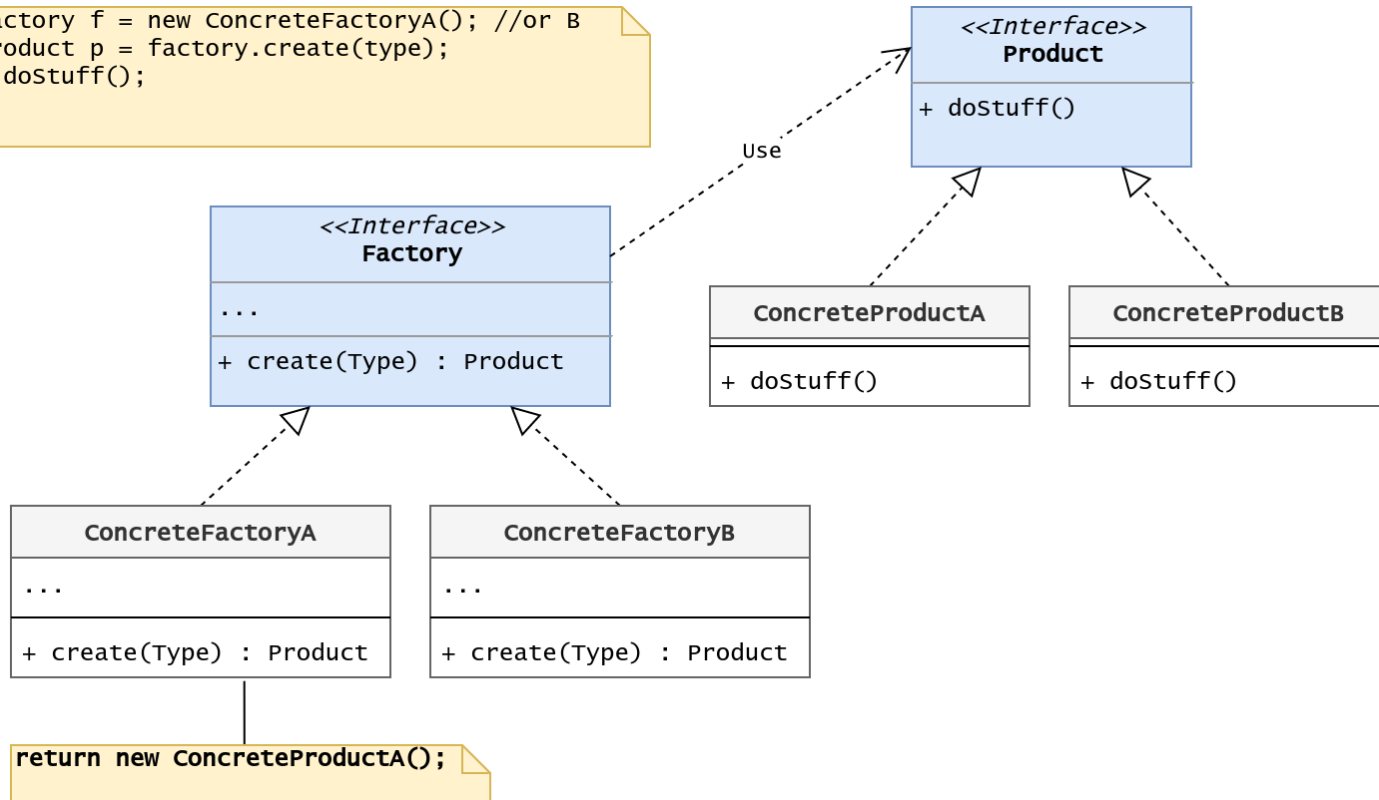 actory f = new ConcreteFactoryA(); //or B
roduct p = factory.create(type);
doStuff();
<<Interface>>
Product
+ doStuff()
Use
<<Interface>>
Factory
...
+ create(Type) : Product
ConcreteProductA
+ doStuff()
ConcreteProductB
+ doStuff()
ConcreteFactoryA
...
+ create(Type) : Product
ConcreteFactoryB
...
+ create(Type) : Product
return new ConcreteProductA();